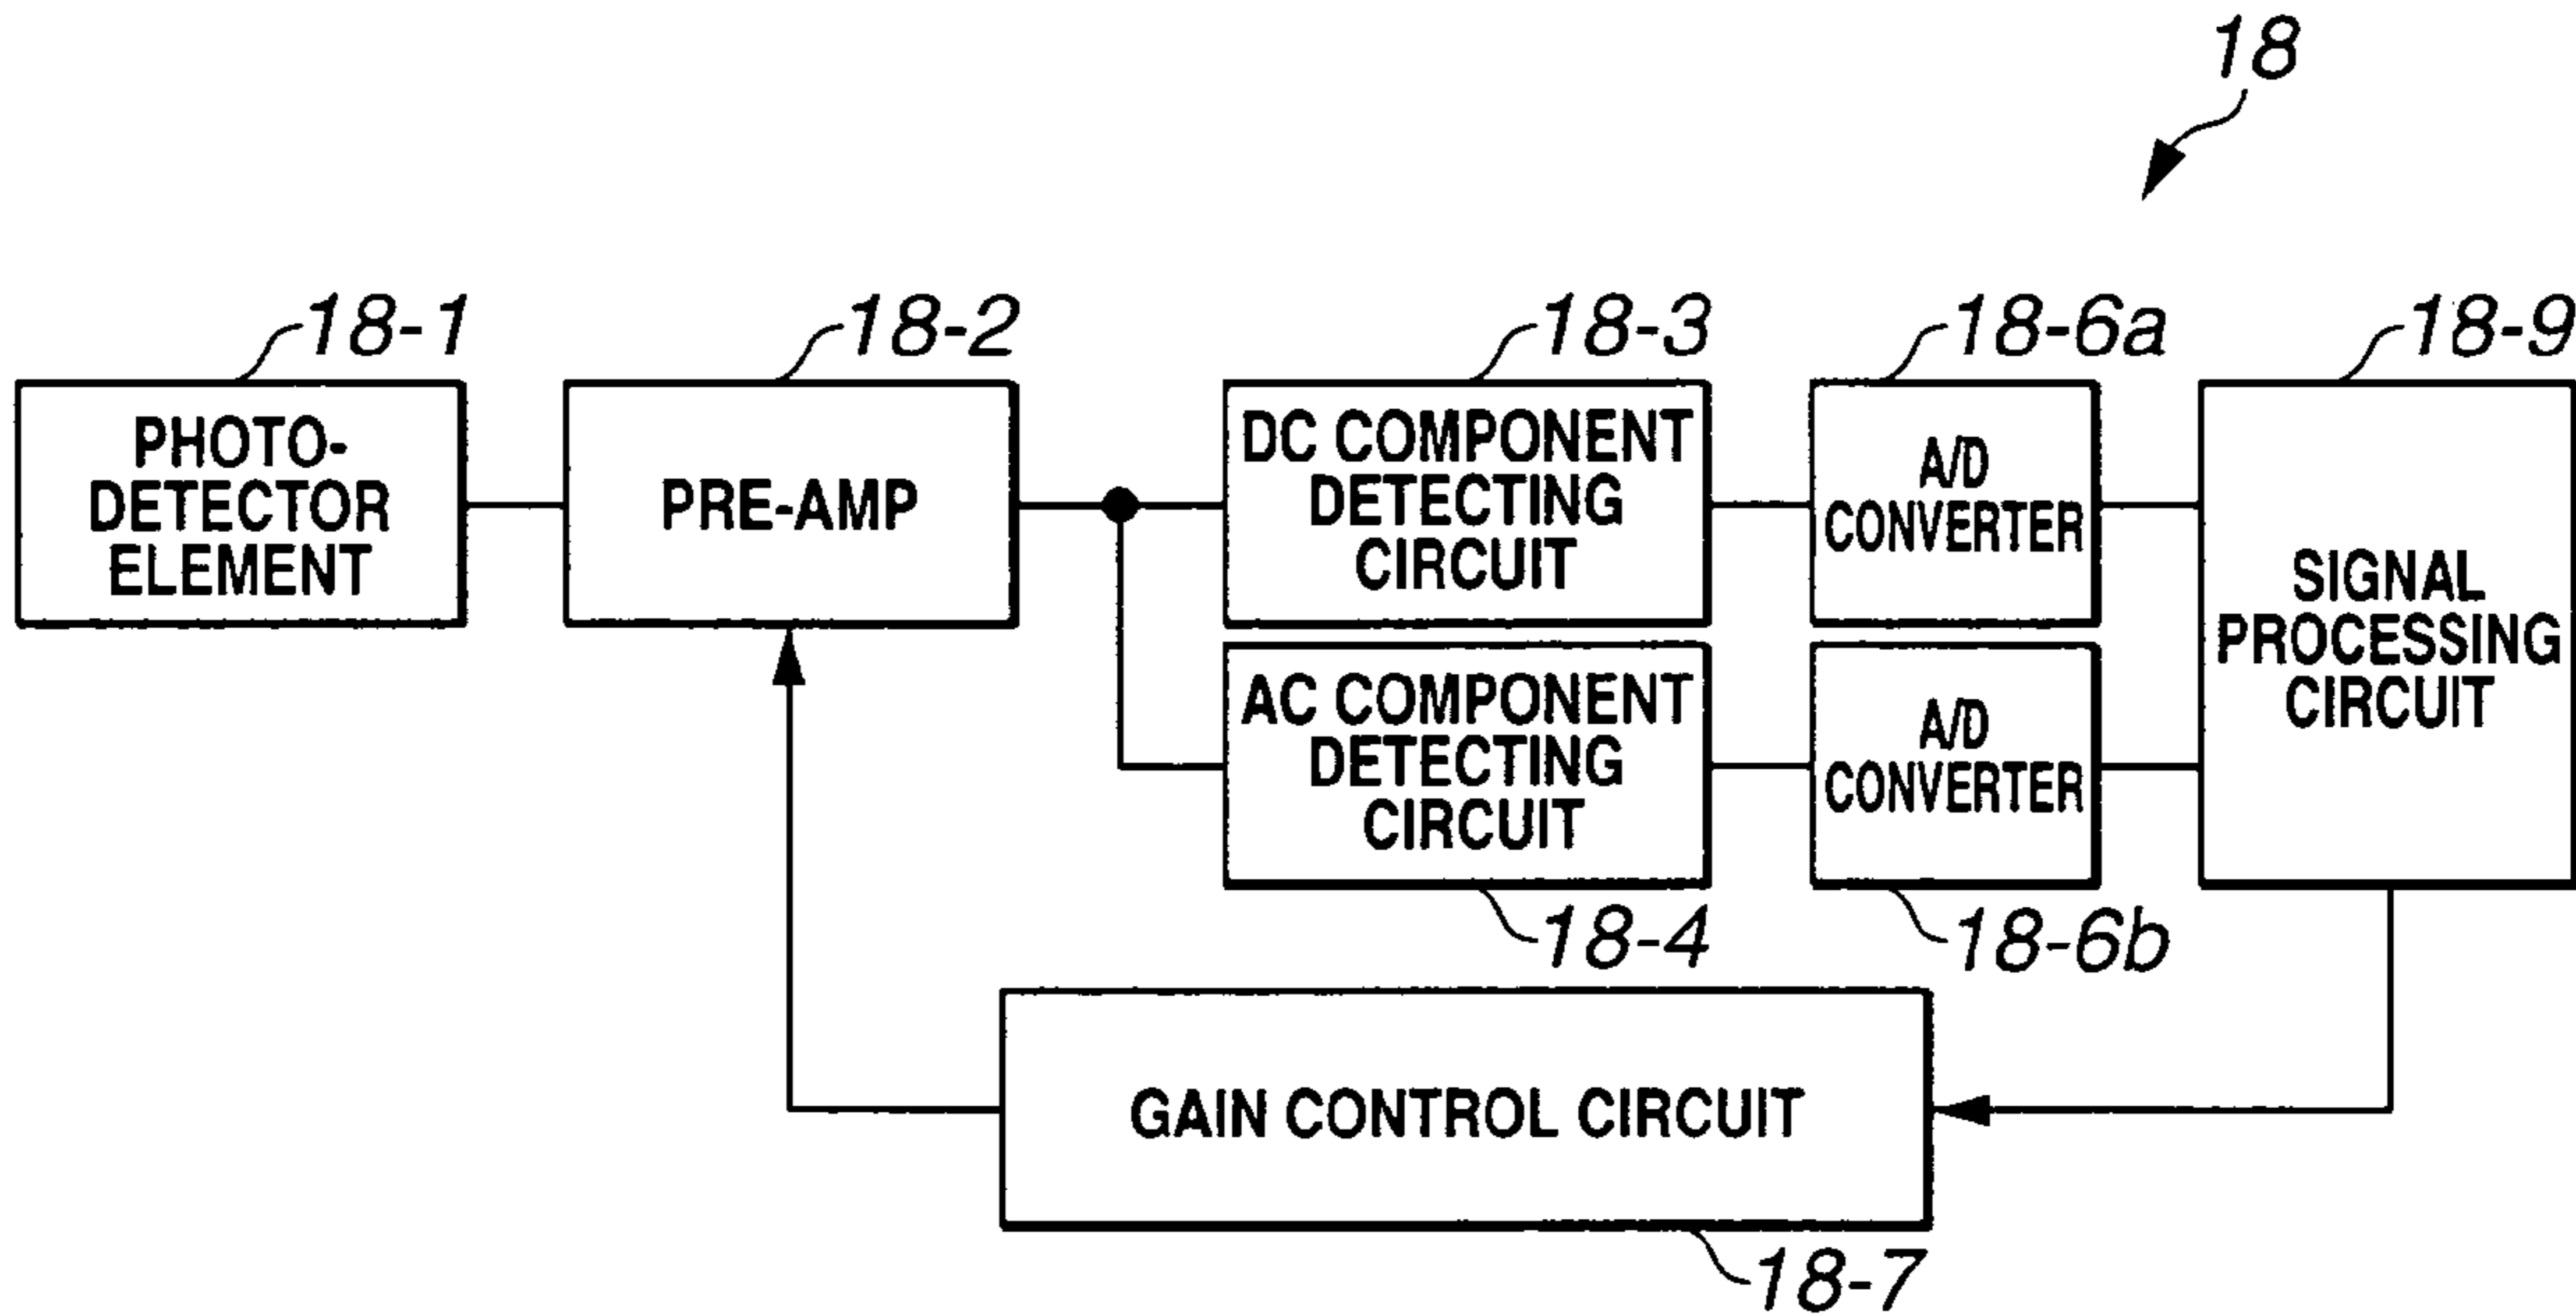 18
18-1
18-2
18-3
18-6a
18-9
PHOTO-
DETECTOR
ELEMENT
PRE-AMP
DC COMPONENT
DETECTING
CIRCUIT
A/D
CONVERTER
SIGNAL
PROCESSING
CIRCUIT
AC COMPONENT
DETECTING
CIRCUIT
A/D
CONVERTER
18-4
18-6b
GAIN CONTROL CIRCUIT
18-7